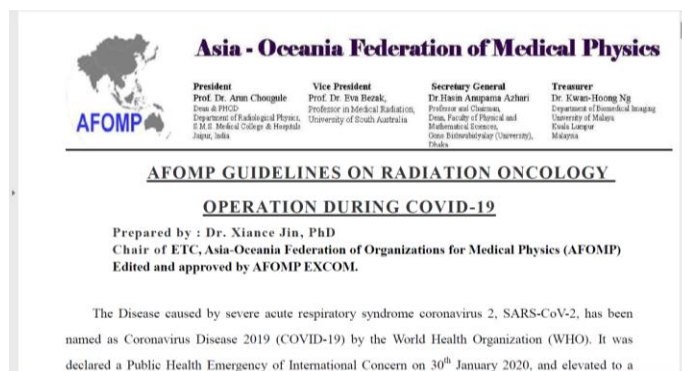 Asia - Oceania Federation of Medical Physics
AFOMP
President
Prof. Dr. Arun Chougule
Dean & PHOD
Department of Radiological Physics,
S.M.S. Medical College & Hospitals
Jaipur, India
Vice President
Prof. Dr. Eva Bezak,
Professor in Medical Radiation,
University of South Australia
Secretary General
Dr.Hasin Anupama Azhari
Professor and Chairman,
Dean, Faculty of Physical and
Mathematical Sciences,
Gono Bishwabidyalay (University),
Dhaka
Treasurer
Dr. Kwan-Hoong Ng
Department of Biomedical Imaging
University of Malaya
Kuala Lumpur
Malaysia
AFOMP GUIDELINES ON RADIATION ONCOLOGY
OPERATION DURING COVID-19
Prepared by : Dr. Xiance Jin, PhD
Chair of ETC, Asia-Oceania Federation of Organizations for Medical Physics (AFOMP)
Edited and approved by AFOMP EXCOM.
The Disease caused by severe acute respiratory syndrome coronavirus 2, SARS-CoV-2, has been
named as Coronavirus Disease 2019 (COVID-19) by the World Health Organization (WHO). It was
declared a Public Health Emergency of International Concern on 30th January 2020, and elevated to a